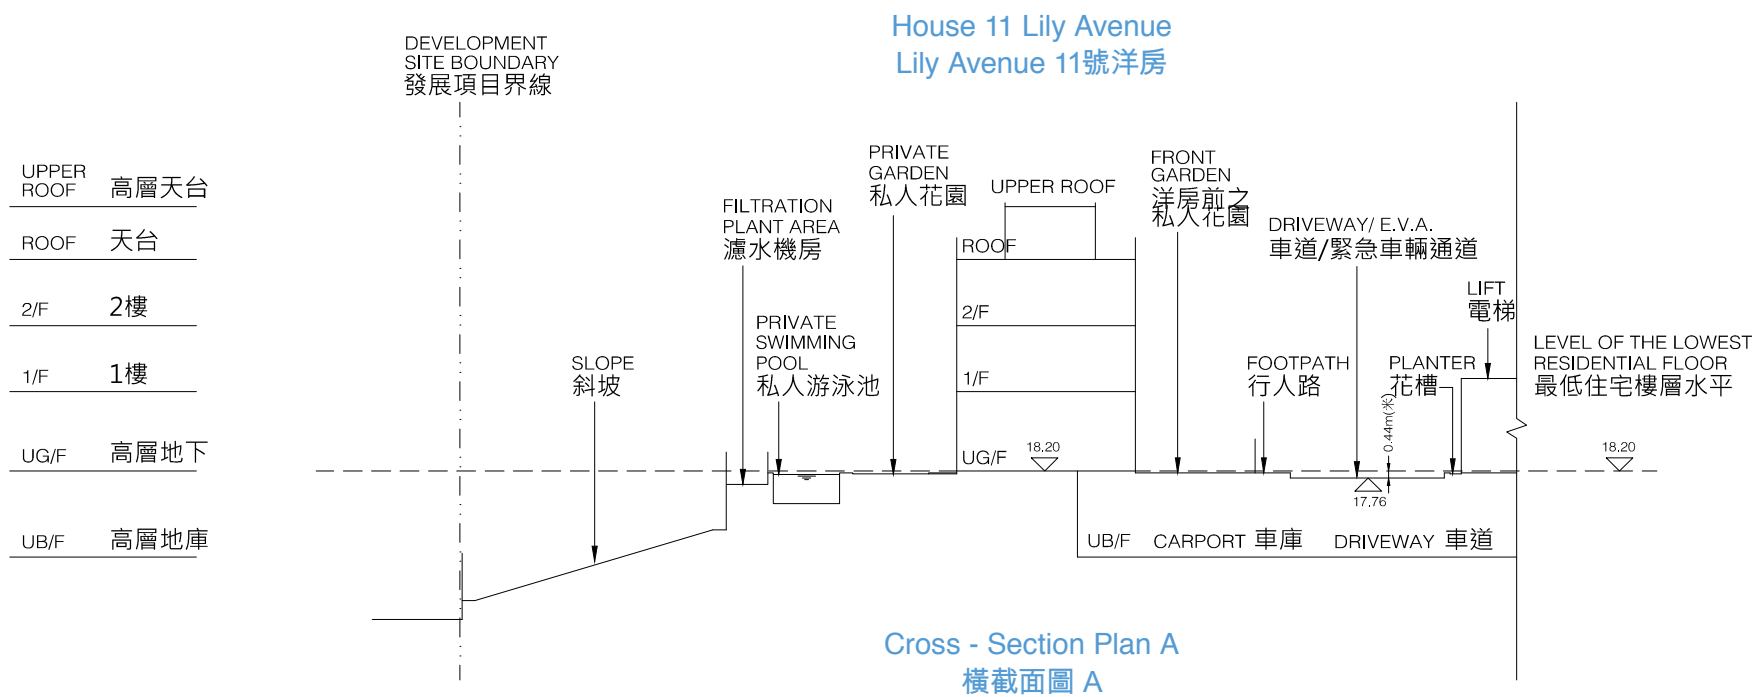 House 11 Lily Avenue
Lily Avenue 11號洋房
DEVELOPMENT
SITE BOUNDARY
發展項目界線
UPPER
ROOF 高層天台
ROOF 天台
2/F 2樓
1/F 1樓
UG/F 高層地下
UB/F 高層地庫
SLOPE
斜坡
FILTRATION
PLANT AREA
濾水機房
PRIVATE
SWIMMING
POOL
私人游泳池
PRIVATE
GARDEN
私人花園
UPPER ROOF
ROOF
2/F
1/F
UG/F
18.20
FRONT
GARDEN
洋房前之
私人花園
DRIVEWAY/ E.V.A.
車道/緊急車輛通道
FOOTPATH
行人路
PLANTER
花槽
0.44m(米)
17.76
LIFT
電梯
LEVEL OF THE LOWEST
RESIDENTIAL FLOOR
最低住宅樓層水平
18.20
UB/F CARPORT 車庫 DRIVEWAY 車道
Cross - Section Plan A
橫截面圖 A